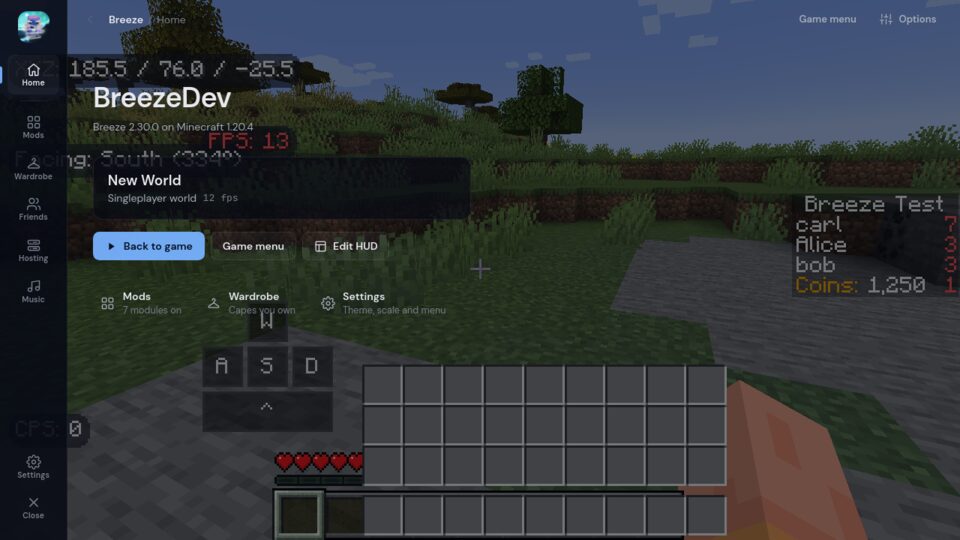 Breeze / Home
Game menu
Options
XYZ: 185.5 / 76.0 / -25.5
Home
BreezeDev
Breeze 2.30.0 on Minecraft 1.20.4
FPS: 13
Mods
Facing: South (334°)
Wardrobe
New World
Singleplayer world 12 fps
Friends
Breeze Test
carl 7
Alice 3
bob 3
Coins: 1,250 1
Hosting
Back to game
Game menu
Edit HUD
Music
Mods
7 modules on
Wardrobe
Capes you own
Settings
Theme, scale and menu
W
A S D
^
CPS: 0
Settings
Close